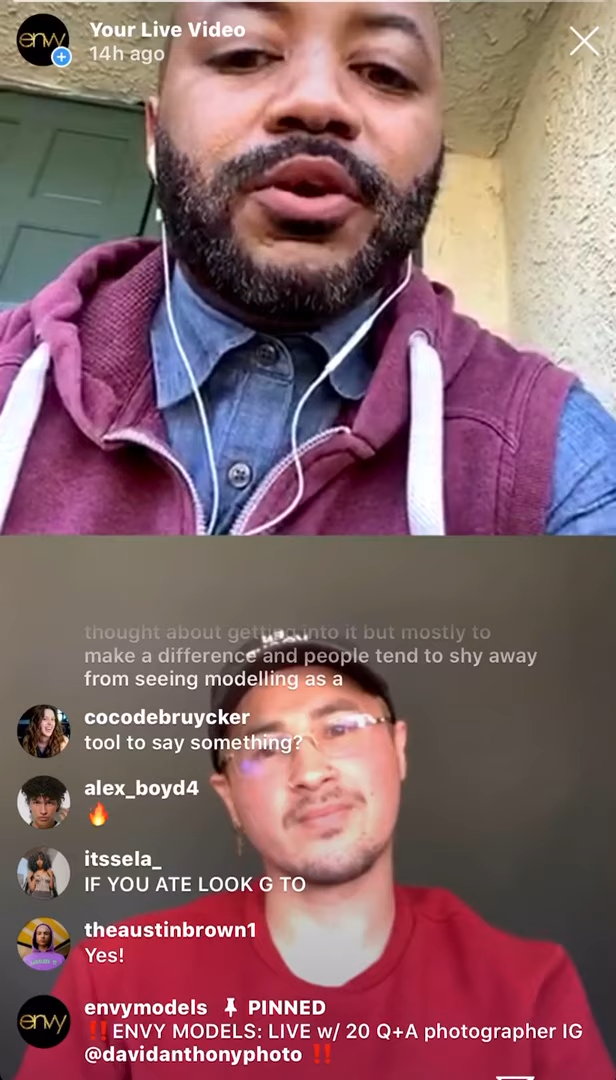 envy
Your Live Video
14h ago
thought about getting into it but mostly to
make a difference and people tend to shy away
from seeing modelling as a
cocodebruycker
tool to say something?
alex_boyd4
🔥
itssela_
IF YOU ATE LOOK G TO
theaustinbrown1
Yes!
envy
envymodels PINNED
‼️ENVY MODELS: LIVE w/ 20 Q+A photographer IG
@davidanthonyphoto ‼️